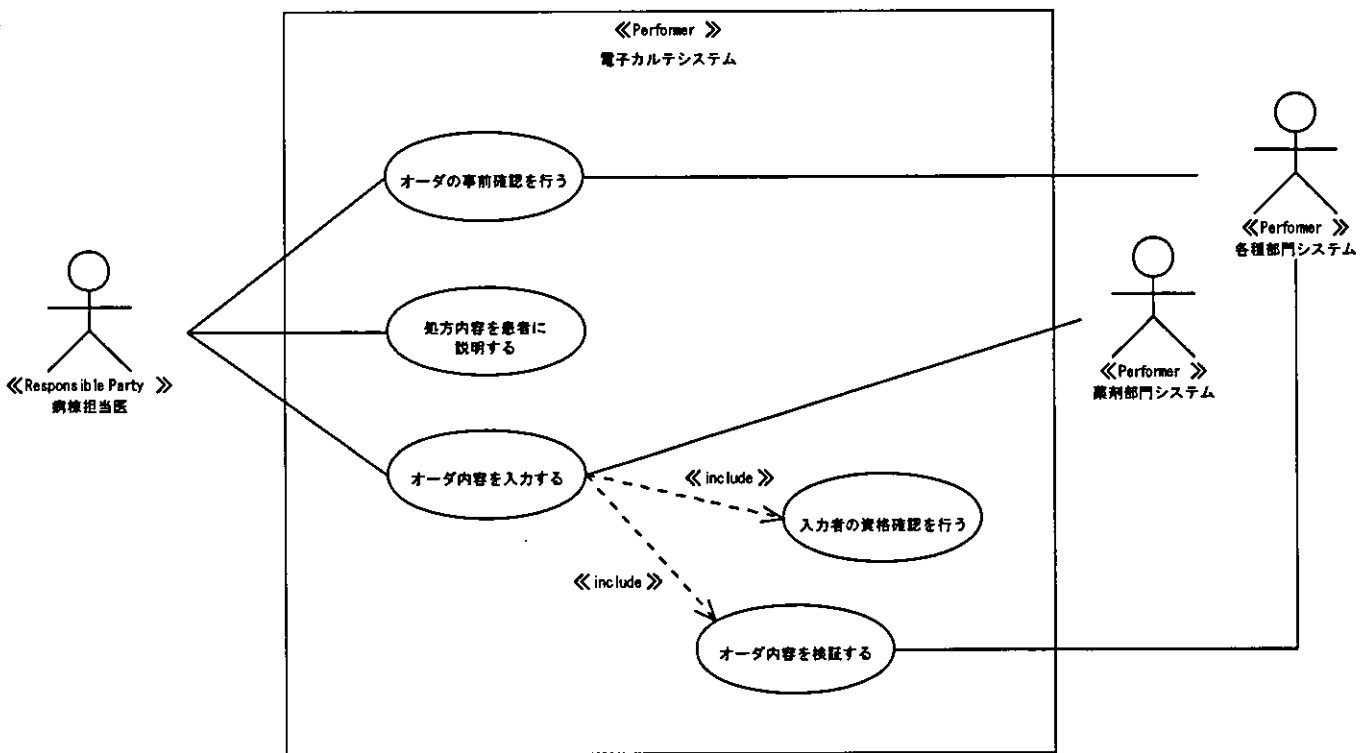 ≪Performer ≫
電子カルテシステム
オーダの事前確認を行う
≪Performer ≫
各種部門システム
処方内容を患者に
説明する
≪Performer ≫
薬剤部門システム
≪Responsible Party ≫
病棟担当医
オーダ内容を入力する
≪include≫
入力者の資格確認を行う
≪include≫
オーダ内容を検証する